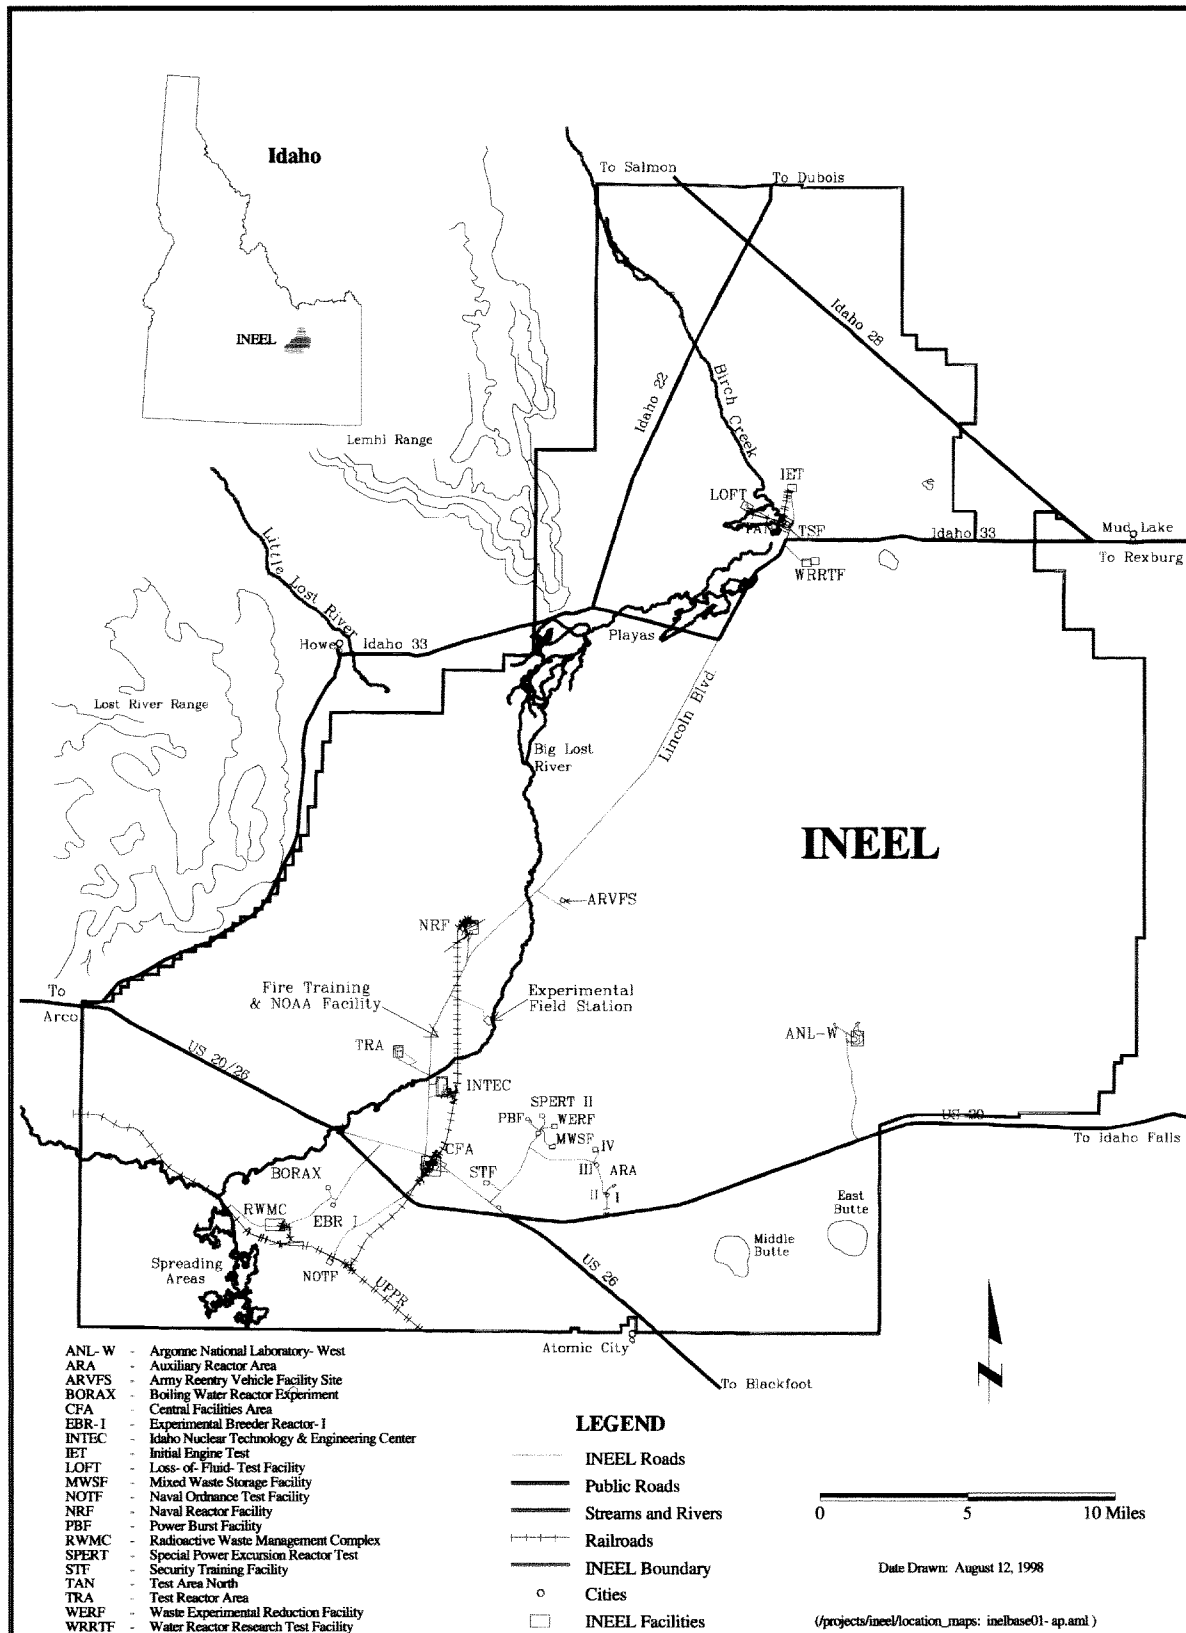 Idaho
INEEL
To Salmon
To Dubois
Idaho 28
Idaho 22
Birch Creek
Lemhi Range
IET
LOFT
TAN
TSF
Idaho 33
Mud Lake
To Rexburg
WRRTF
Little Lost River
Howe
Idaho 33
Playas
Lost River Range
Lincoln Blvd.
Big Lost
River
INEEL
ARVFS
NRF
To
Arco
Fire Training
& NOAA Facility
Experimental
Field Station
TRA
US 20/26
ANL-W
INTEC
SPERT II
PBF
WERF
MWSF
US 20
To Idaho Falls
CFA
IV
III
ARA
BORAX
STF
II
I
RWMC
EBR I
East
Butte
Middle
Butte
Spreading
Areas
NOTF
UPPR
US 26
Atomic City
To Blackfoot
ANL-W - Argonne National Laboratory-West
ARA - Auxiliary Reactor Area
ARVFS - Army Reentry Vehicle Facility Site
BORAX - Boiling Water Reactor Experiment
CFA - Central Facilities Area
EBR-I - Experimental Breeder Reactor-I
INTEC - Idaho Nuclear Technology & Engineering Center
IET - Initial Engine Test
LOFT - Loss-of-Fluid-Test Facility
MWSF - Mixed Waste Storage Facility
NOTF - Naval Ordnance Test Facility
NRF - Naval Reactor Facility
PBF - Power Burst Facility
RWMC - Radioactive Waste Management Complex
SPERT - Special Power Excursion Reactor Test
STF - Security Training Facility
TAN - Test Area North
TRA - Test Reactor Area
WERF - Waste Experimental Reduction Facility
WRRTF - Water Reactor Research Test Facility
LEGEND
INEEL Roads
Public Roads
Streams and Rivers
Railroads
INEEL Boundary
Cities
INEEL Facilities
0 5 10 Miles
Date Drawn: August 12, 1998
(/projects/ineel/location_maps: inelbase01-ap.aml )